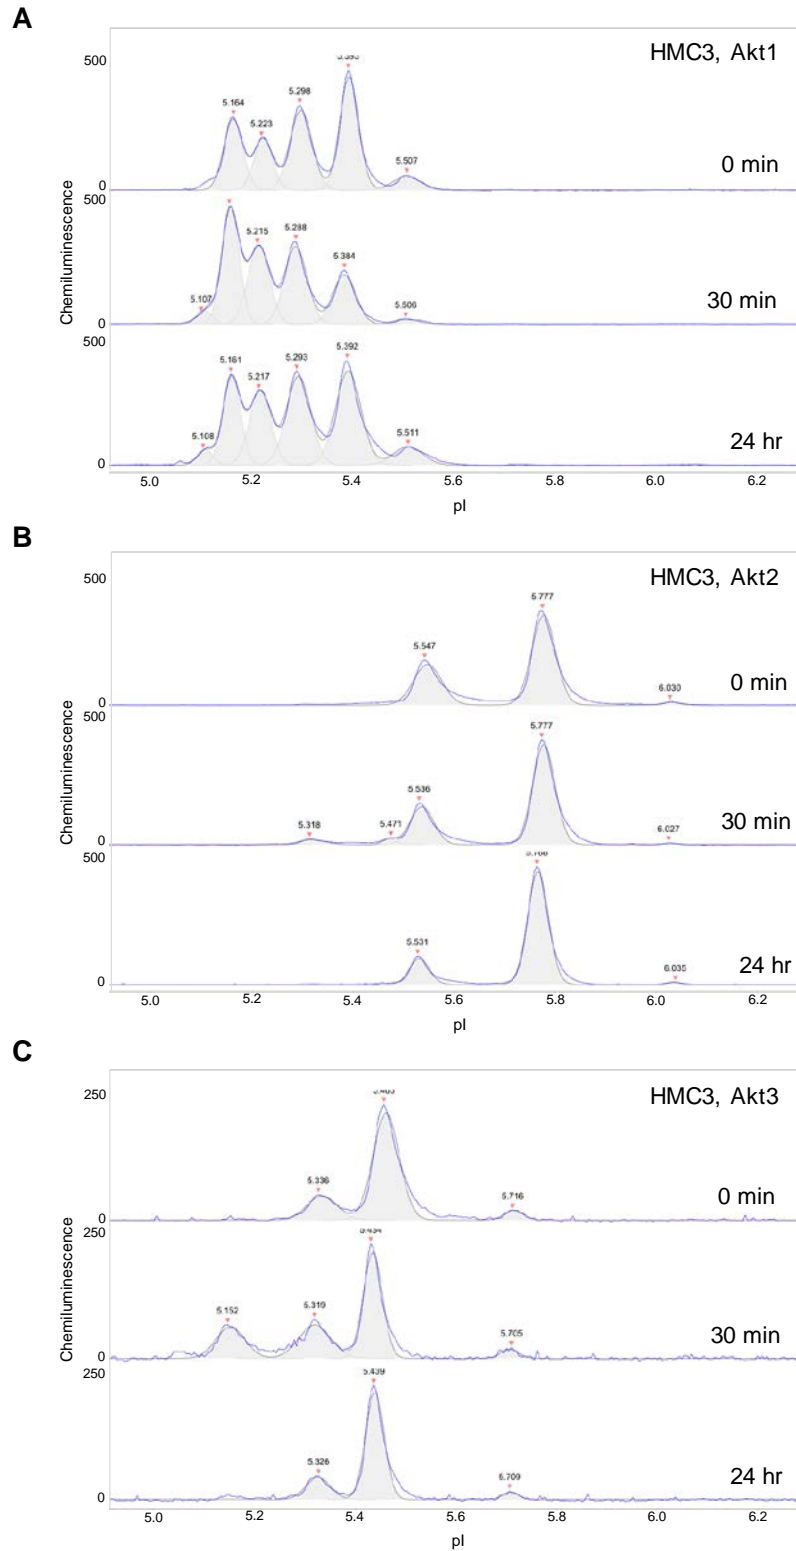 A
HMC3, Akt1
500
5.164
5.223
5.298
5.507
0 min
0
Chemiluminescence
500
5.107
5.215
5.288
5.384
5.506
30 min
0
500
5.108
5.161
5.217
5.293
5.392
5.511
24 hr
0
5.0 5.2 5.4 5.6 5.8 6.0 6.2
pI
B
HMC3, Akt2
500
5.547
5.777
6.030
0 min
0
Chemiluminescence
500
5.318
5.471
5.536
5.777
6.027
30 min
0
500
5.531
6.035
24 hr
0
5.0 5.2 5.4 5.6 5.8 6.0 6.2
pI
C
HMC3, Akt3
250
5.336
5.716
0 min
0
Chemiluminescence
250
5.152
5.319
5.434
5.705
30 min
0
250
5.326
5.439
5.709
24 hr
0
5.0 5.2 5.4 5.6 5.8 6.0 6.2
pI